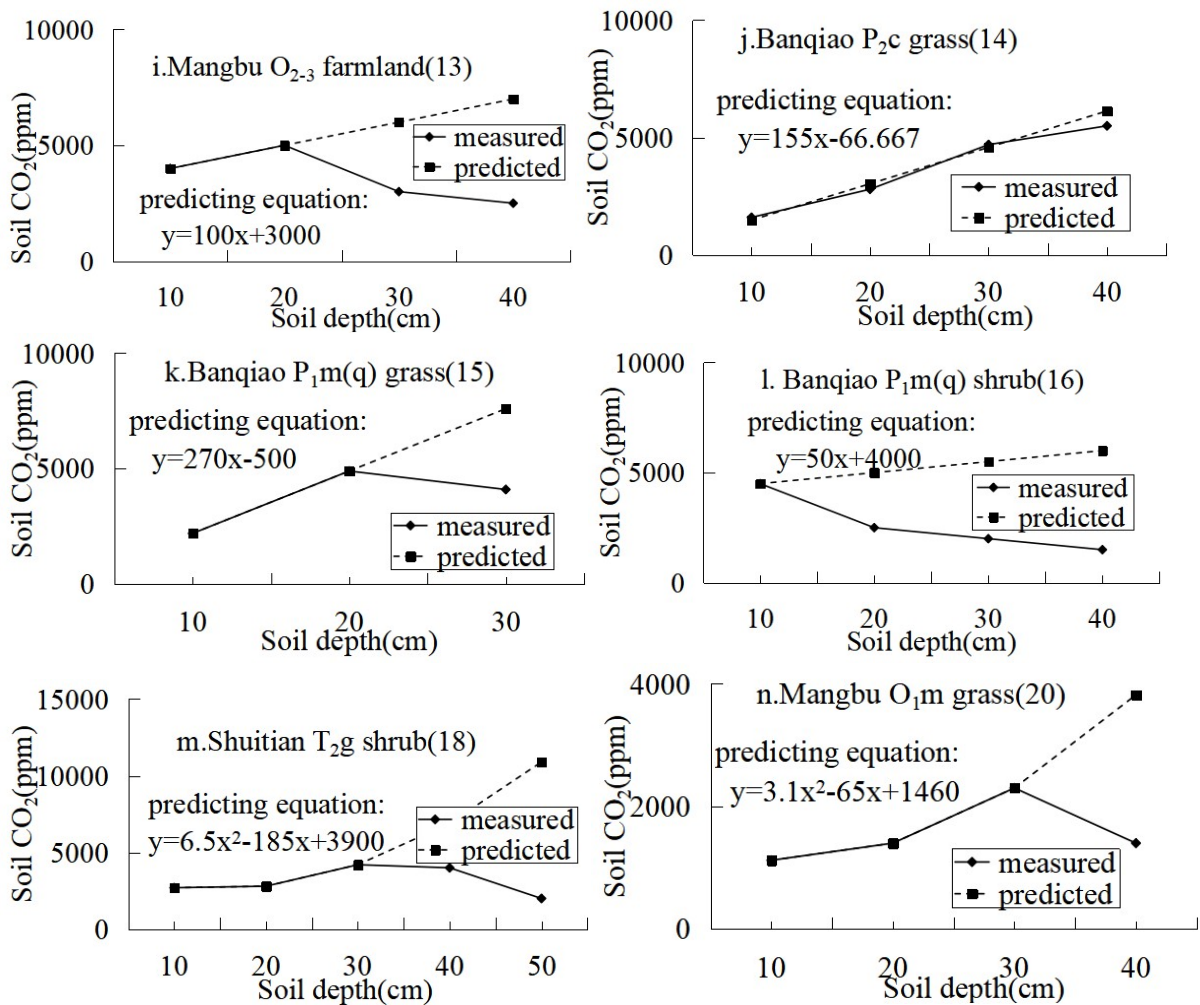 10000
i.Mangbu O₂₋₃ farmland(13)
predicting equation:
y=100x+3000
5000
0
Soil CO₂(ppm)
measured
predicted
10 20 30 40
Soil depth(cm)
10000
j.Banqiao P₂c grass(14)
predicting equation:
y=155x-66.667
5000
0
Soil CO₂(ppm)
measured
predicted
10 20 30 40
Soil depth(cm)
10000
k.Banqiao P₁m(q) grass(15)
predicting equation:
y=270x-500
5000
0
Soil CO₂(ppm)
measured
predicted
10 20 30
Soil depth(cm)
10000
l. Banqiao P₁m(q) shrub(16)
predicting equation:
y=50x+4000
5000
0
Soil CO₂(ppm)
measured
predicted
10 20 30 40
Soil depth(cm)
15000
m.Shuitian T₂g shrub(18)
10000
predicting equation:
y=6.5x²-185x+3900
5000
0
Soil CO₂(ppm)
measured
predicted
10 20 30 40 50
Soil depth(cm)
4000
n.Mangbu O₁m grass(20)
predicting equation:
y=3.1x²-65x+1460
2000
0
Soil CO₂(ppm)
measured
predicted
10 20 30 40
Soil depth(cm)